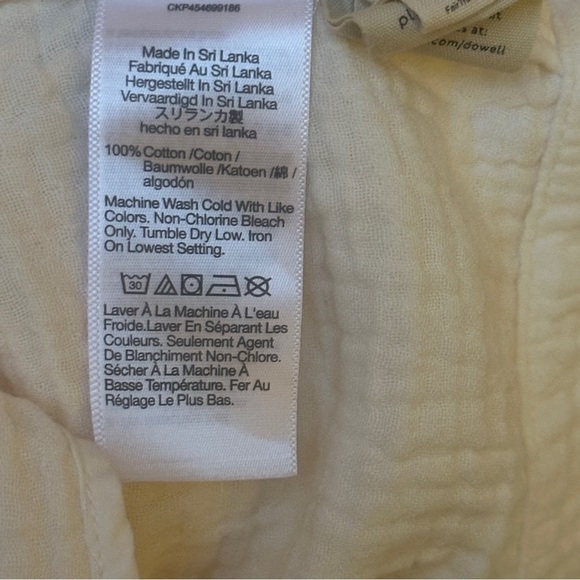 CKP454699186
Made In Sri Lanka
Fabriqué Au Sri Lanka
Hergestellt In Sri Lanka
Vervaardigd In Sri Lanka
スリランカ製
hecho en sri lanka
100% Cotton /Coton /
Baumwolle /Katoen /綿 /
algodón
Machine Wash Cold With Like
Colors. Non-Chlorine Bleach
Only. Tumble Dry Low. Iron
On Lowest Setting.
30
Laver À La Machine À L'eau
Froide.Laver En Séparant Les
Couleurs. Seulement Agent
De Blanchiment Non-Chlore.
Sécher À La Machine À
Basse Température. Fer Au
Réglage Le Plus Bas.
at:
.com/dowell